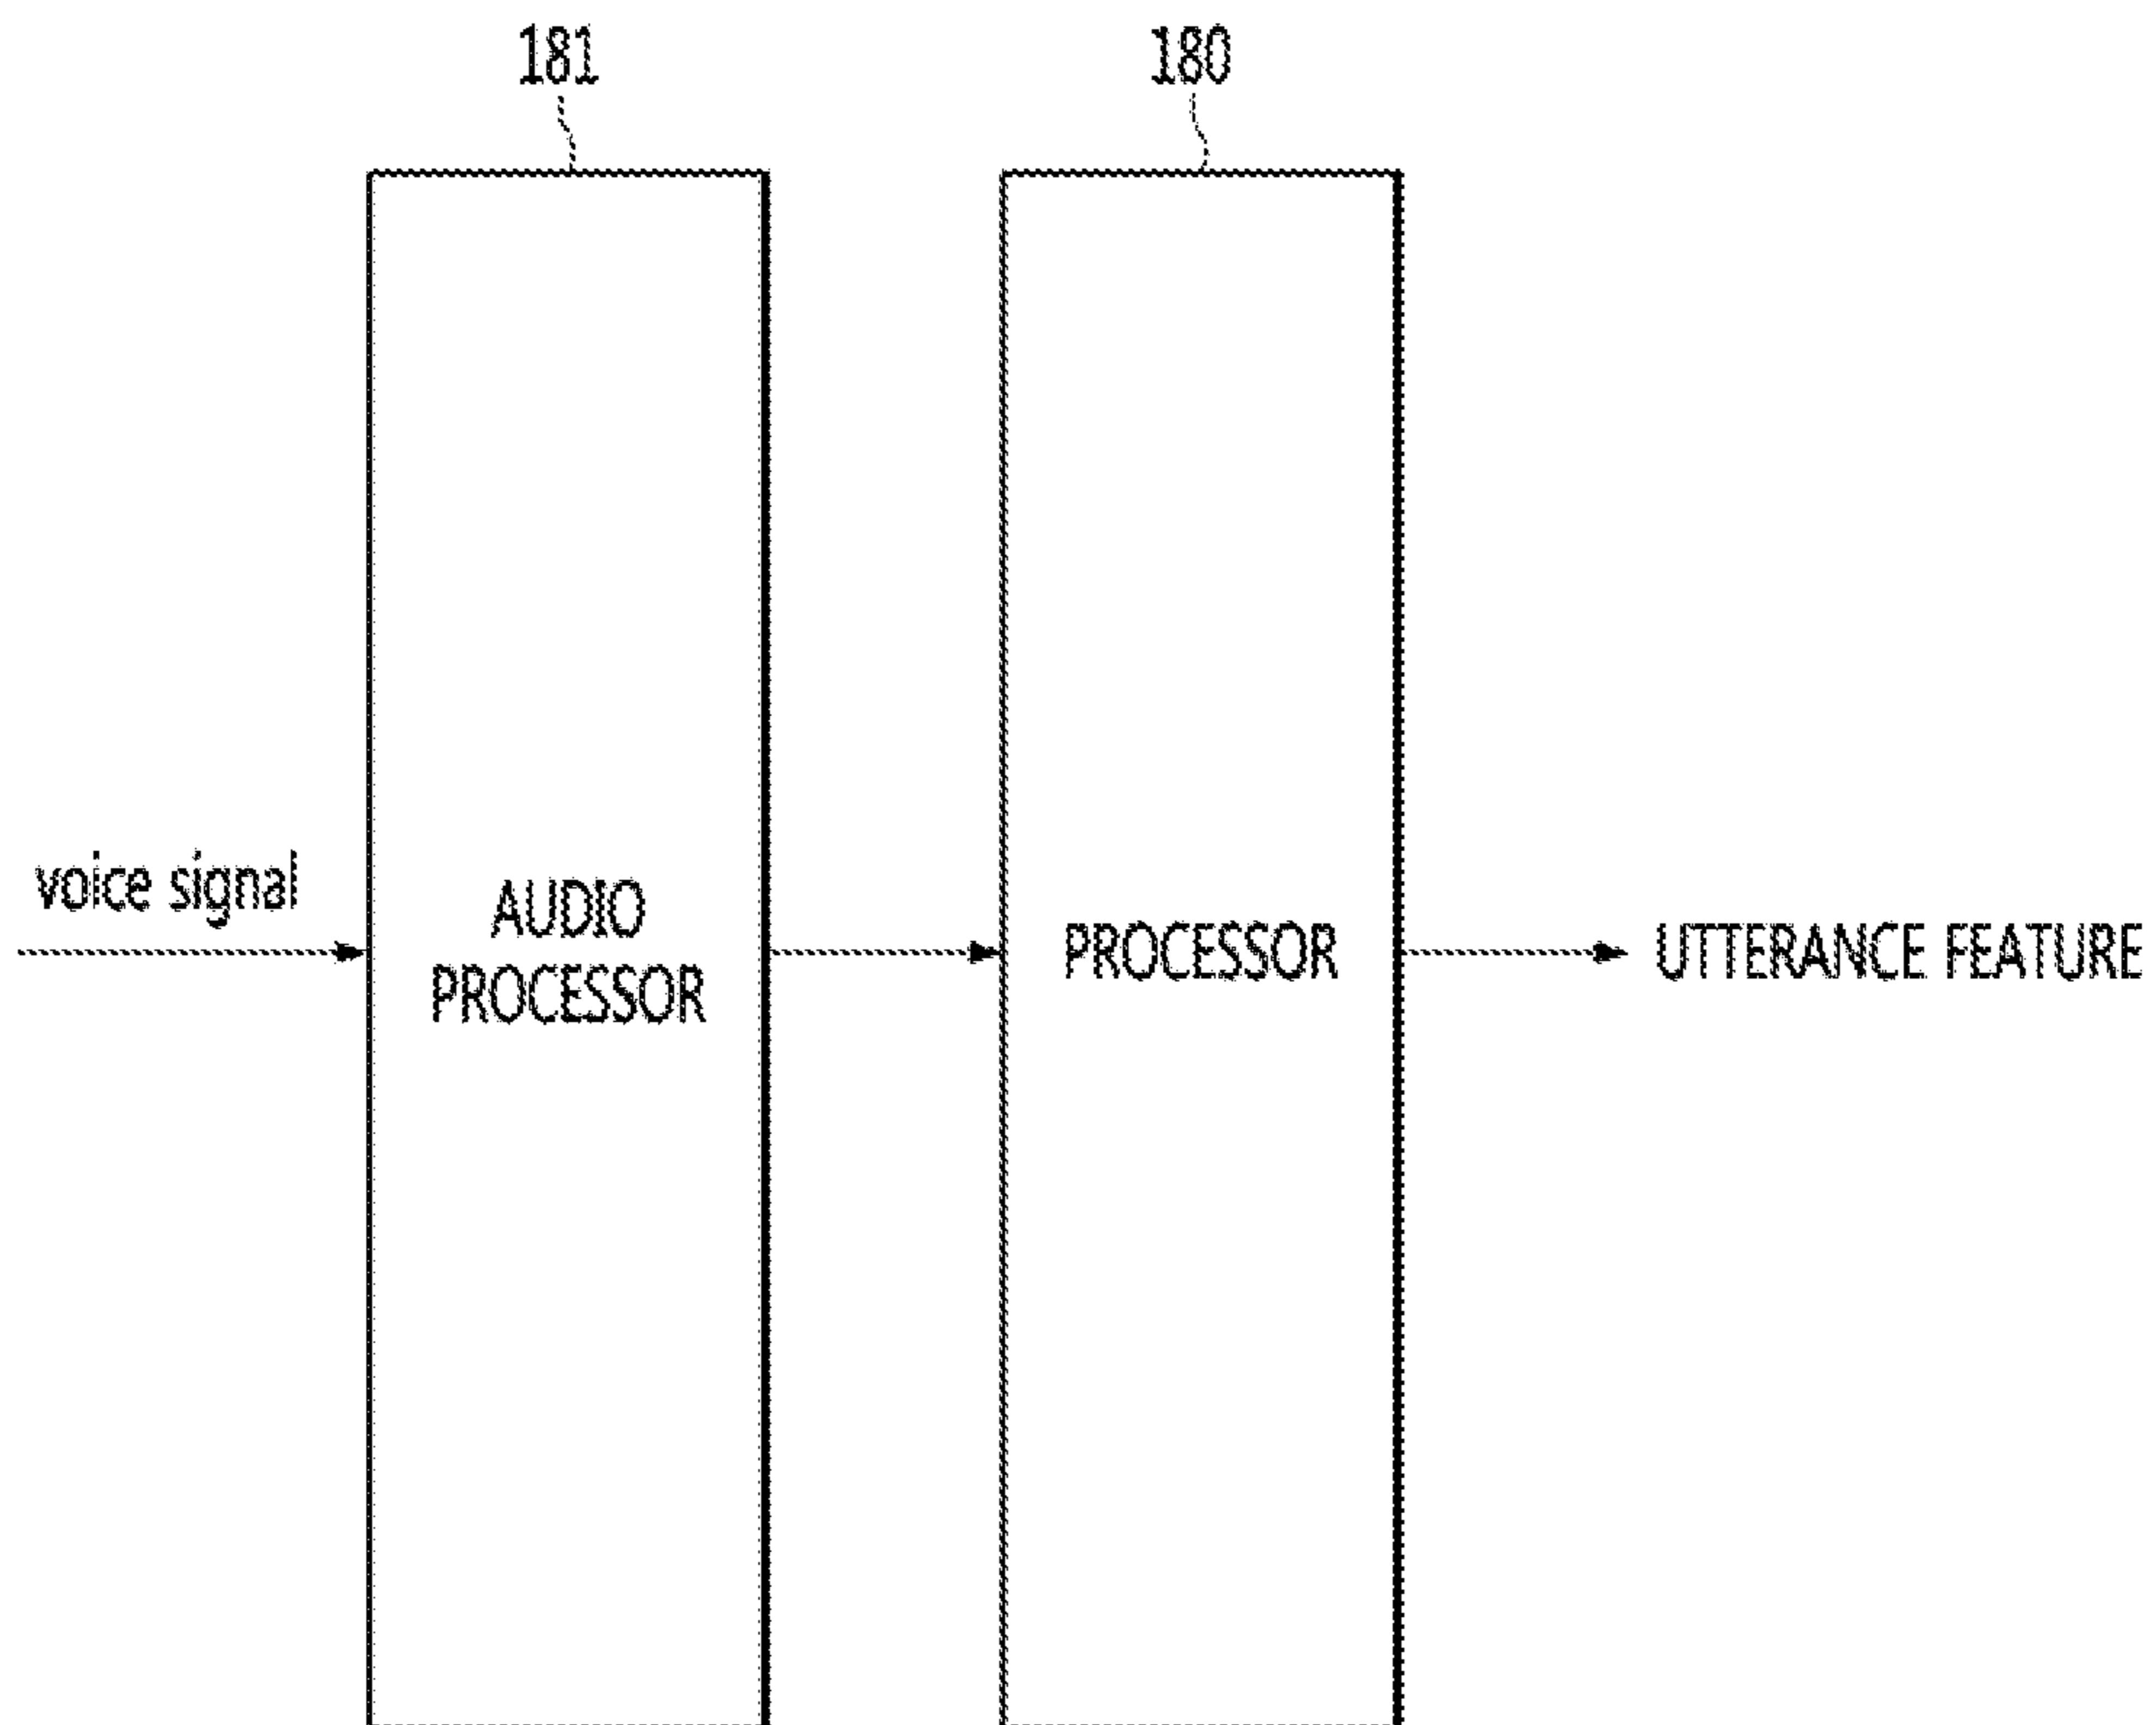 181
180
voice signal
AUDIO
PROCESSOR
PROCESSOR
UTTERANCE FEATURE